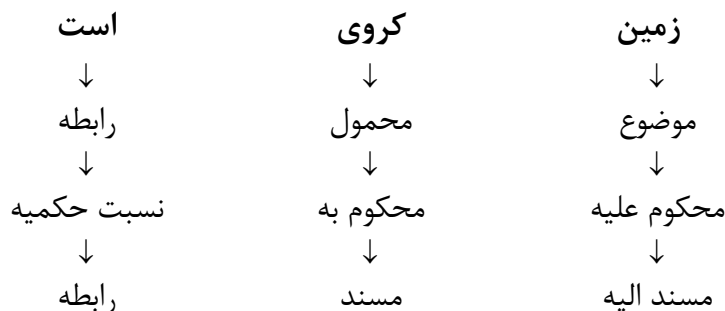 زمین کروی است
↓ ↓ ↓
موضوع محمول رابطه
↓ ↓ ↓
محکوم علیه محکوم به نسبت حکمیه
↓ ↓ ↓
مسند الیه مسند رابطه